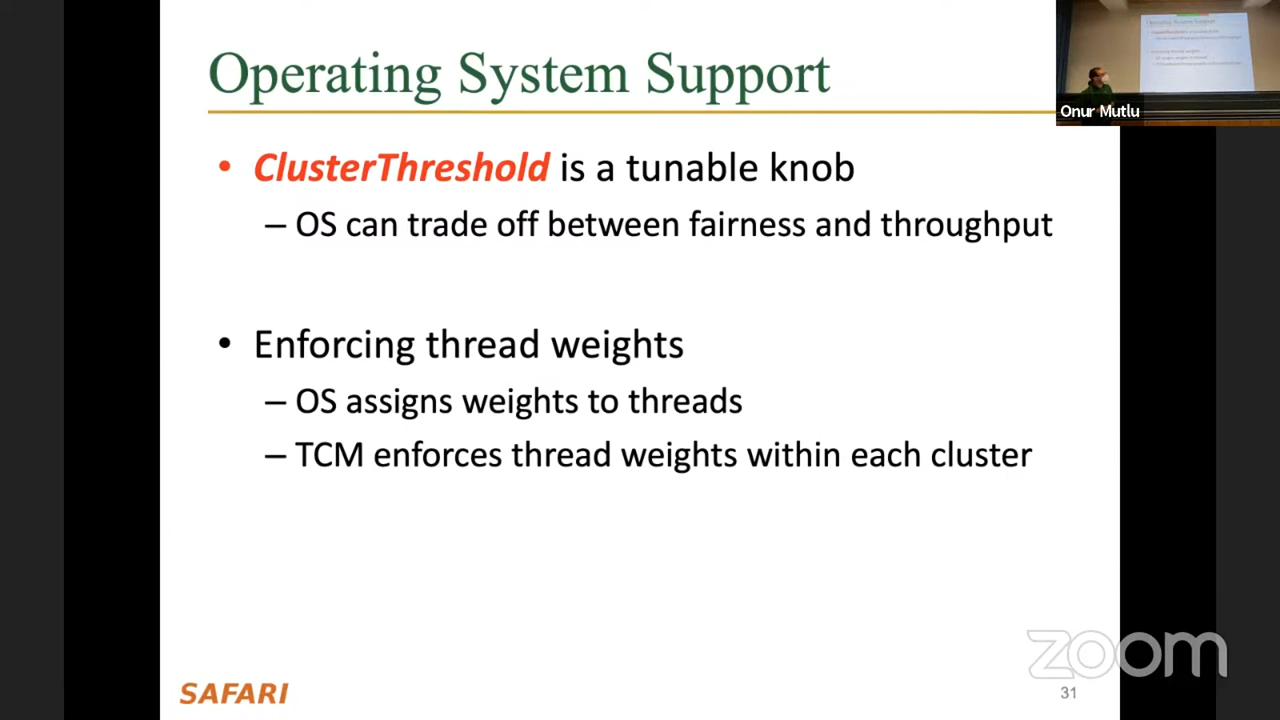 Operating System Support
Onur Mutlu
• ClusterThreshold is a tunable knob
– OS can trade off between fairness and throughput
• Enforcing thread weights
– OS assigns weights to threads
– TCM enforces thread weights within each cluster
zoom
SAFARI
31